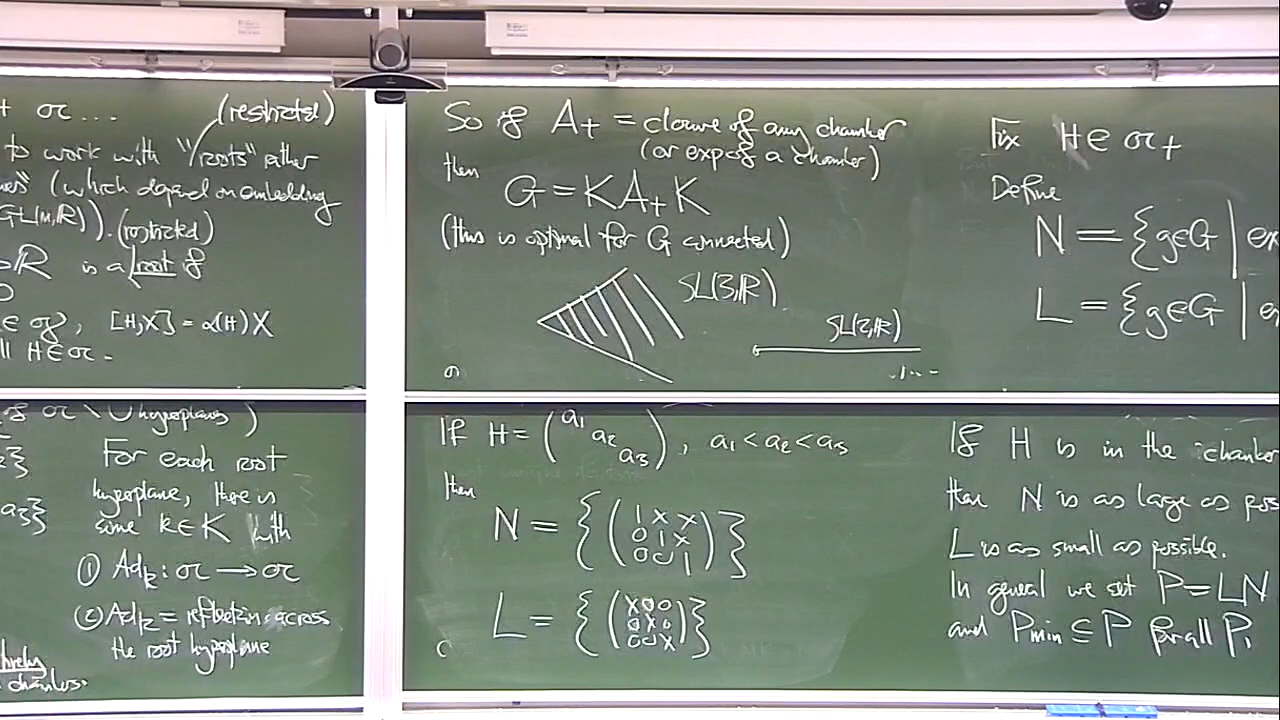 + 𝔞...
(restricted)
to work with "roots" rather
(which depend on embedding
GL(n,ℝ)). (restricted)
ℝ is a root if
∈ 𝔤, [H,X] = α(H)X
all H∈𝔞.
of 𝔞 \ ∪ hyperplanes )
For each root
hyperplane, there is
some k∈K with
① Ad_k: 𝔞 → 𝔞
② Ad_k = reflection across
the root hyperplane
chambers.
So if A₊ = closure of any chamber
(or exp of a chamber)
then
G = KA₊K
(this is optimal for G connected)
SL(3,ℝ)
SL(2,ℝ)
If H = ( a₁ a₂ a₃ ), a₁ < a₂ < a₃
then
N = { ( 1 x x
0 1 x
0 0 1 ) }
L = { ( x 0 0
0 x 0
0 0 x ) }
Fix H ∈ 𝔞₊
Define
N = {g∈G |
L = {g∈G |
If H is in the chamber
then N is as large as
L is as small as possible.
In general we set P = LN
and Pmin ⊆ P for all P.